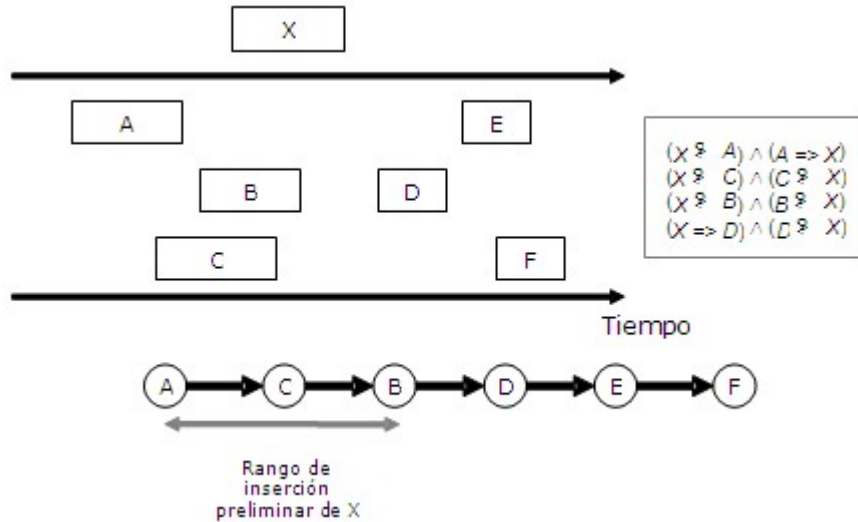 X
A
E
B
D
C
F
(X A) ∧ (A => X)
(X C) ∧ (C X)
(X B) ∧ (B X)
(X => D) ∧ (D X)
Tiempo
A C B D E F
Rango de
inserción
preliminar de X